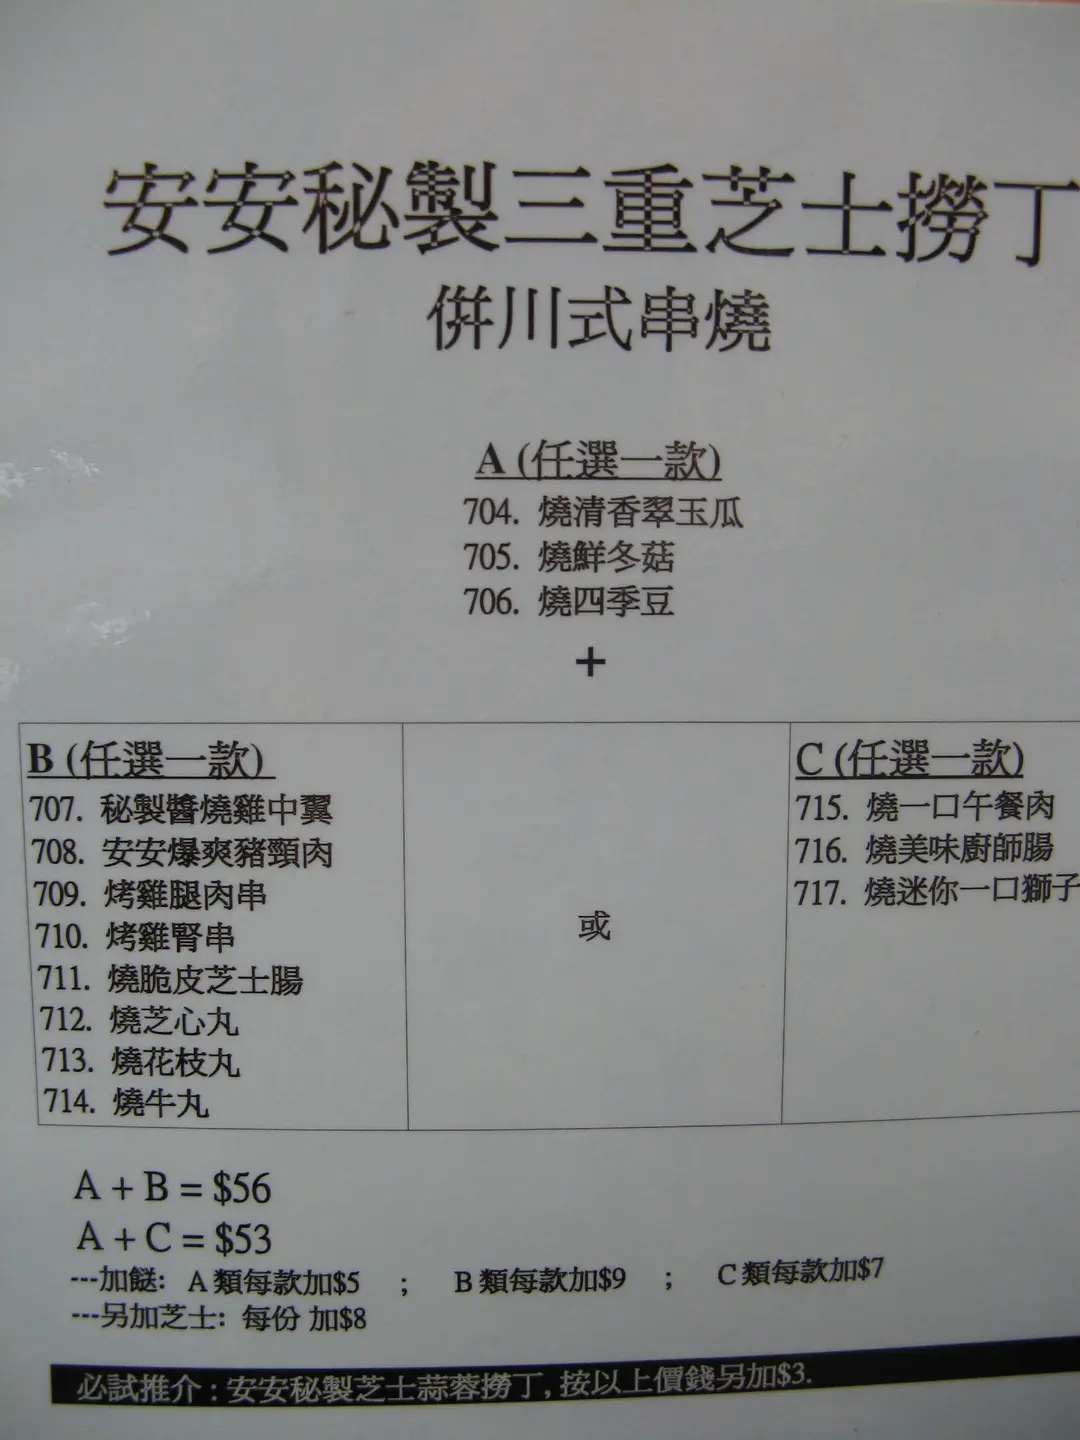 安安秘製三重芝士撈丁
併川式串燒
A (任選一款)
704. 燒清香翠玉瓜
705. 燒鮮冬菇
706. 燒四季豆
+
B (任選一款)
707. 秘製醬燒雞中翼
708. 安安爆爽豬頸肉
709. 烤雞腿肉串
710. 烤雞腎串
711. 燒脆皮芝士腸
712. 燒芝心丸
713. 燒花枝丸
714. 燒牛丸
或
C (任選一款)
715. 燒一口午餐肉
716. 燒美味廚師腸
717. 燒迷你一口獅子
A + B = $56
A + C = $53
---加餸: A 類每款加$5 ; B 類每款加$9 ; C 類每款加$7
---另加芝士: 每份 加$8
必試推介 : 安安秘製芝士蒜蓉撈丁, 按以上價錢另加$3.